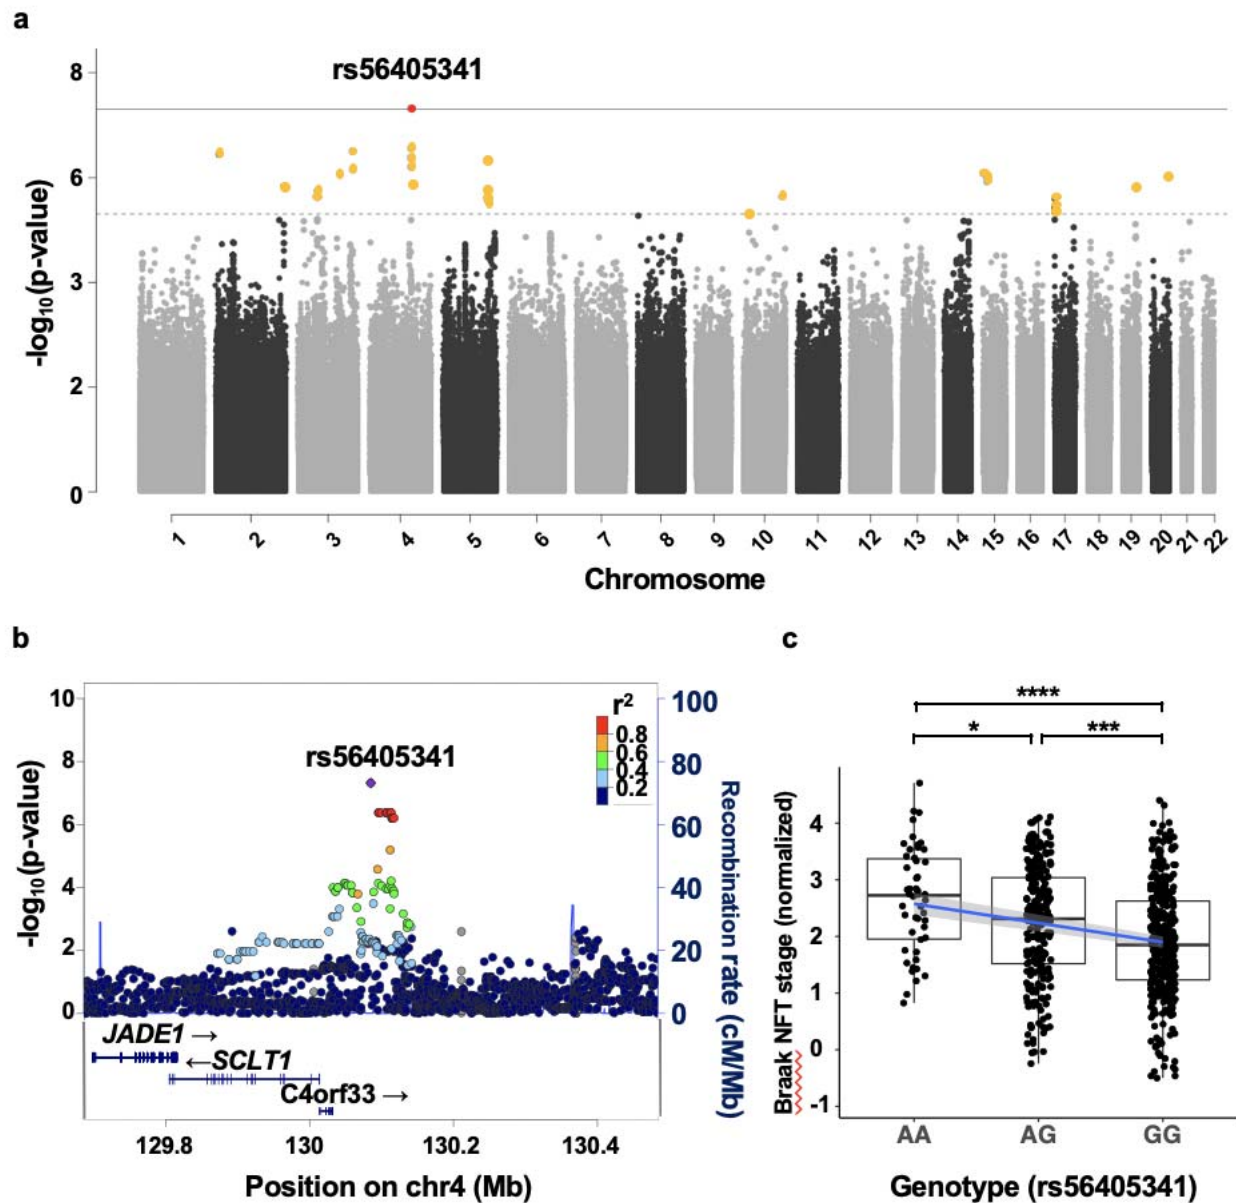 a
rs56405341
8
6
3
2
0
-log10(p-value)
1 2 3 4 5 6 7 8 9 10 11 12 13 14 15 16 17 18 19 20 21 22
Chromosome
b
rs56405341
10
8
6
4
2
0
-log10(p-value)
r2
0.8
0.6
0.4
0.2
100
80
60
40
20
0
Recombination rate (cM/Mb)
JADE1 →
←SCLT1
C4orf33 →
129.8 130 130.2 130.4
Position on chr4 (Mb)
c
****
* ***
4
3
2
1
0
-1
Braak NFT stage (normalized)
AA AG GG
Genotype (rs56405341)